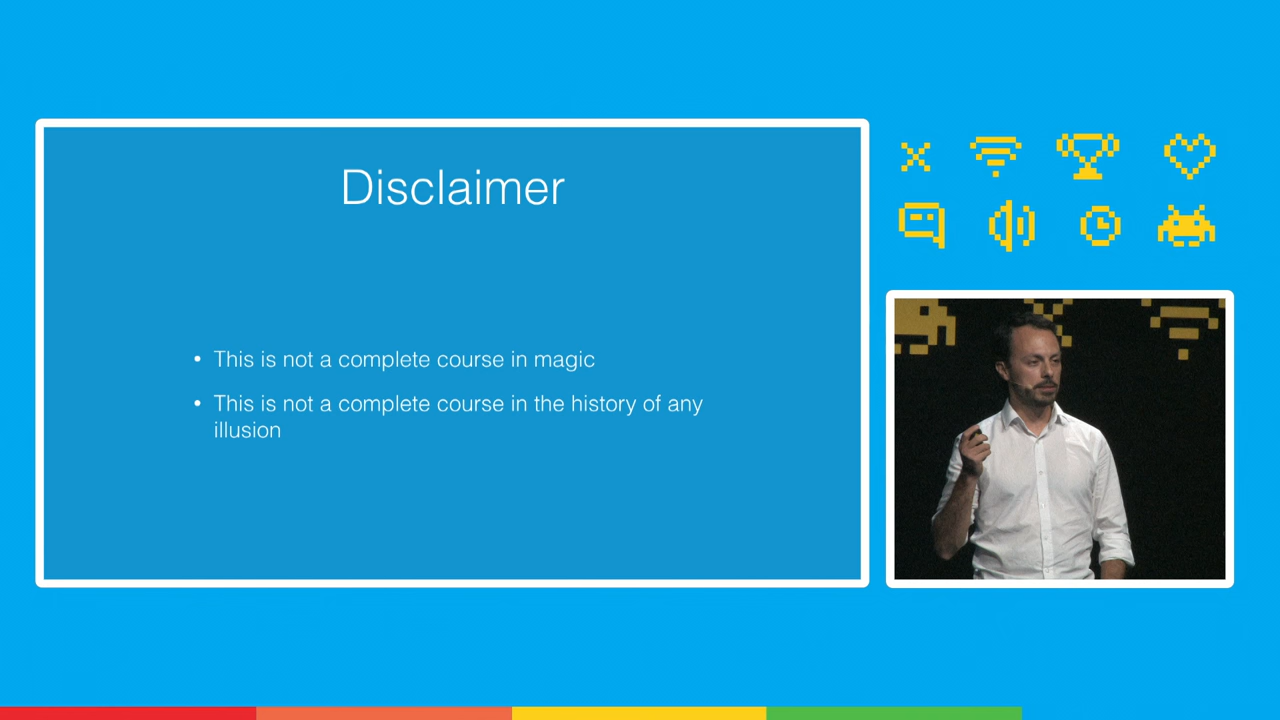 Disclaimer
• This is not a complete course in magic
• This is not a complete course in the history of any
illusion